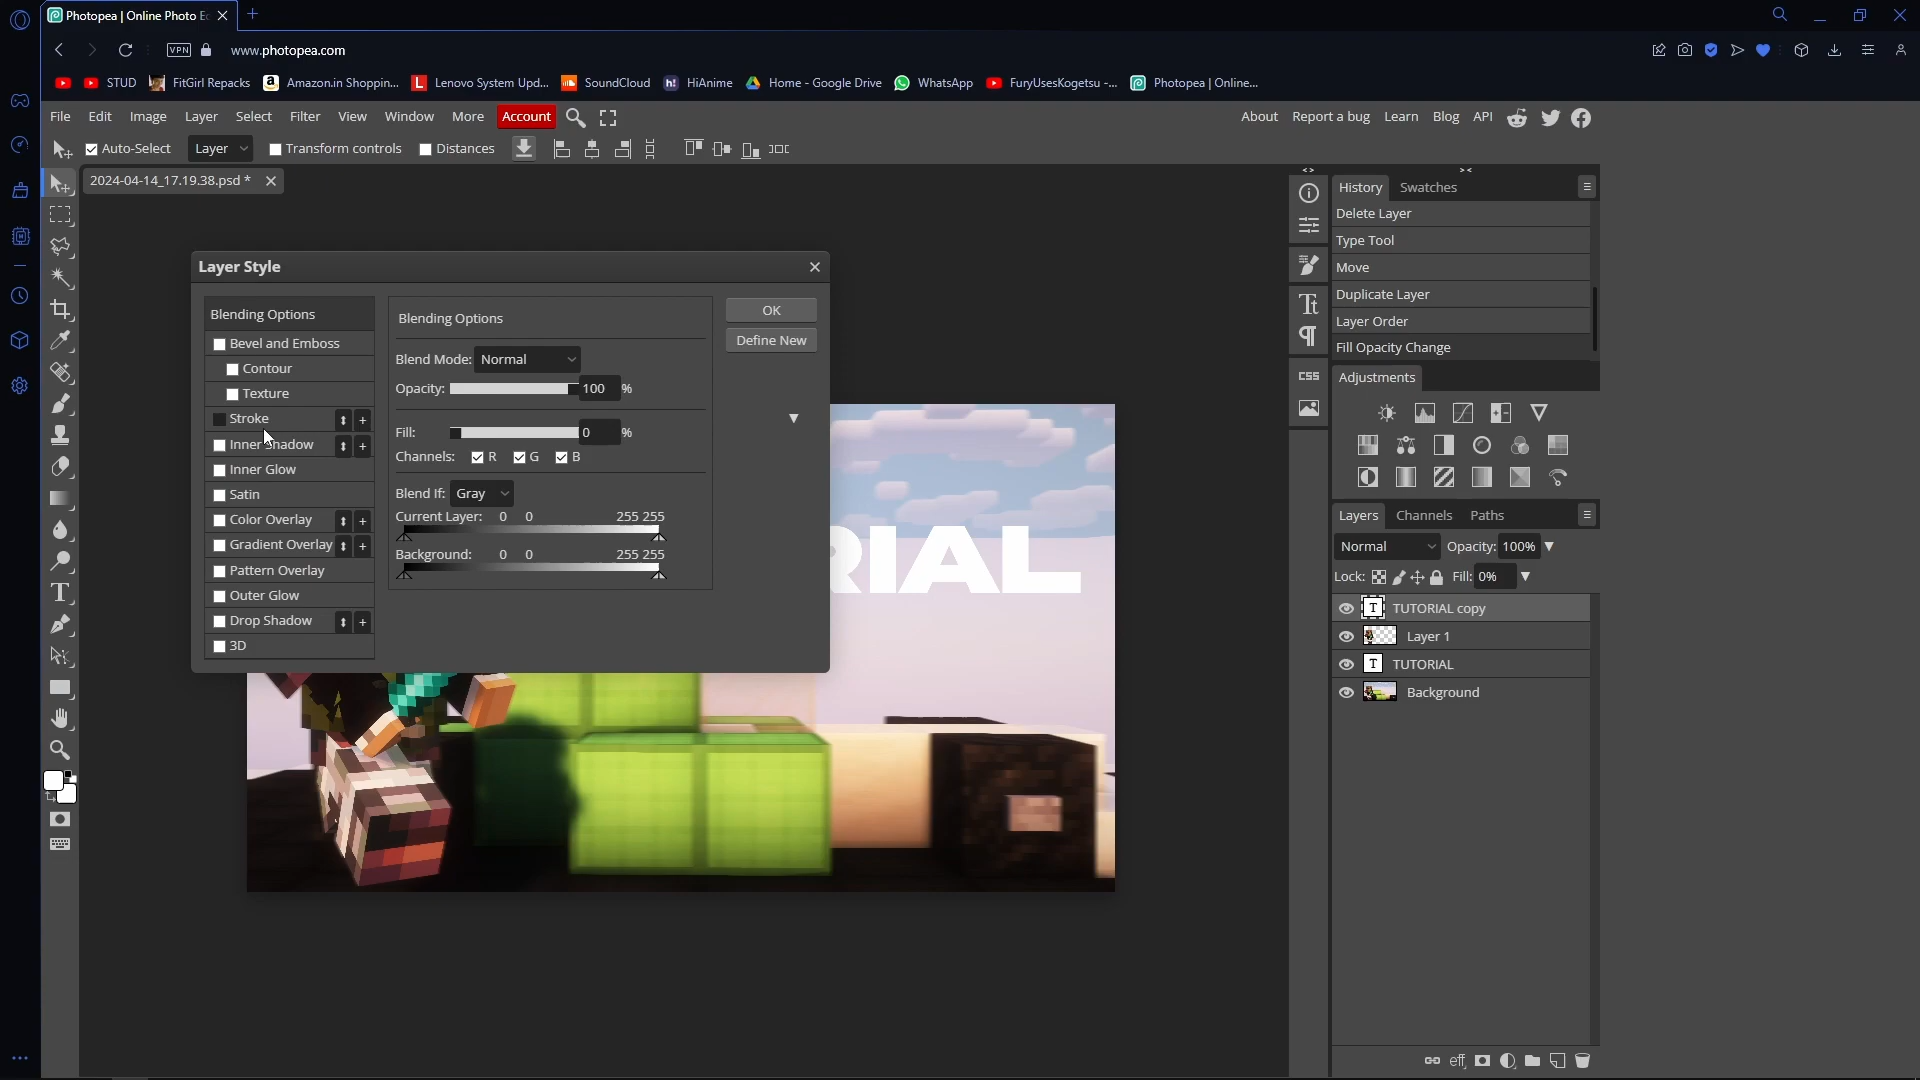 Photopea | Online Photo Ec
VPN
www.photopea.com
STUD
FitGirl Repacks
Amazon.in Shoppin...
Lenovo System Upd...
SoundCloud
HiAnime
Home - Google Drive
WhatsApp
FuryUsesKogetsu -...
Photopea | Online...
File Edit Image Layer Select Filter View Window More Account
About Report a bug Learn Blog API
Auto-Select Layer Transform controls Distances
2024-04-14_17.19.38.psd *
Layer Style
Blending Options
Bevel and Emboss
Contour
Texture
Stroke
Inner Shadow
Inner Glow
Satin
Color Overlay
Gradient Overlay
Pattern Overlay
Outer Glow
Drop Shadow
3D
Blending Options
Blend Mode: Normal
Opacity: 100 %
Fill: 0 %
Channels: R G B
Blend If: Gray
Current Layer: 0 0 255 255
Background: 0 0 255 255
OK
Define New
RIAL
History Swatches
Delete Layer
Type Tool
Move
Duplicate Layer
Layer Order
Fill Opacity Change
CSS
Adjustments
Layers Channels Paths
Normal Opacity: 100%
Lock: Fill: 0%
T TUTORIAL copy
Layer 1
T TUTORIAL
Background
eff